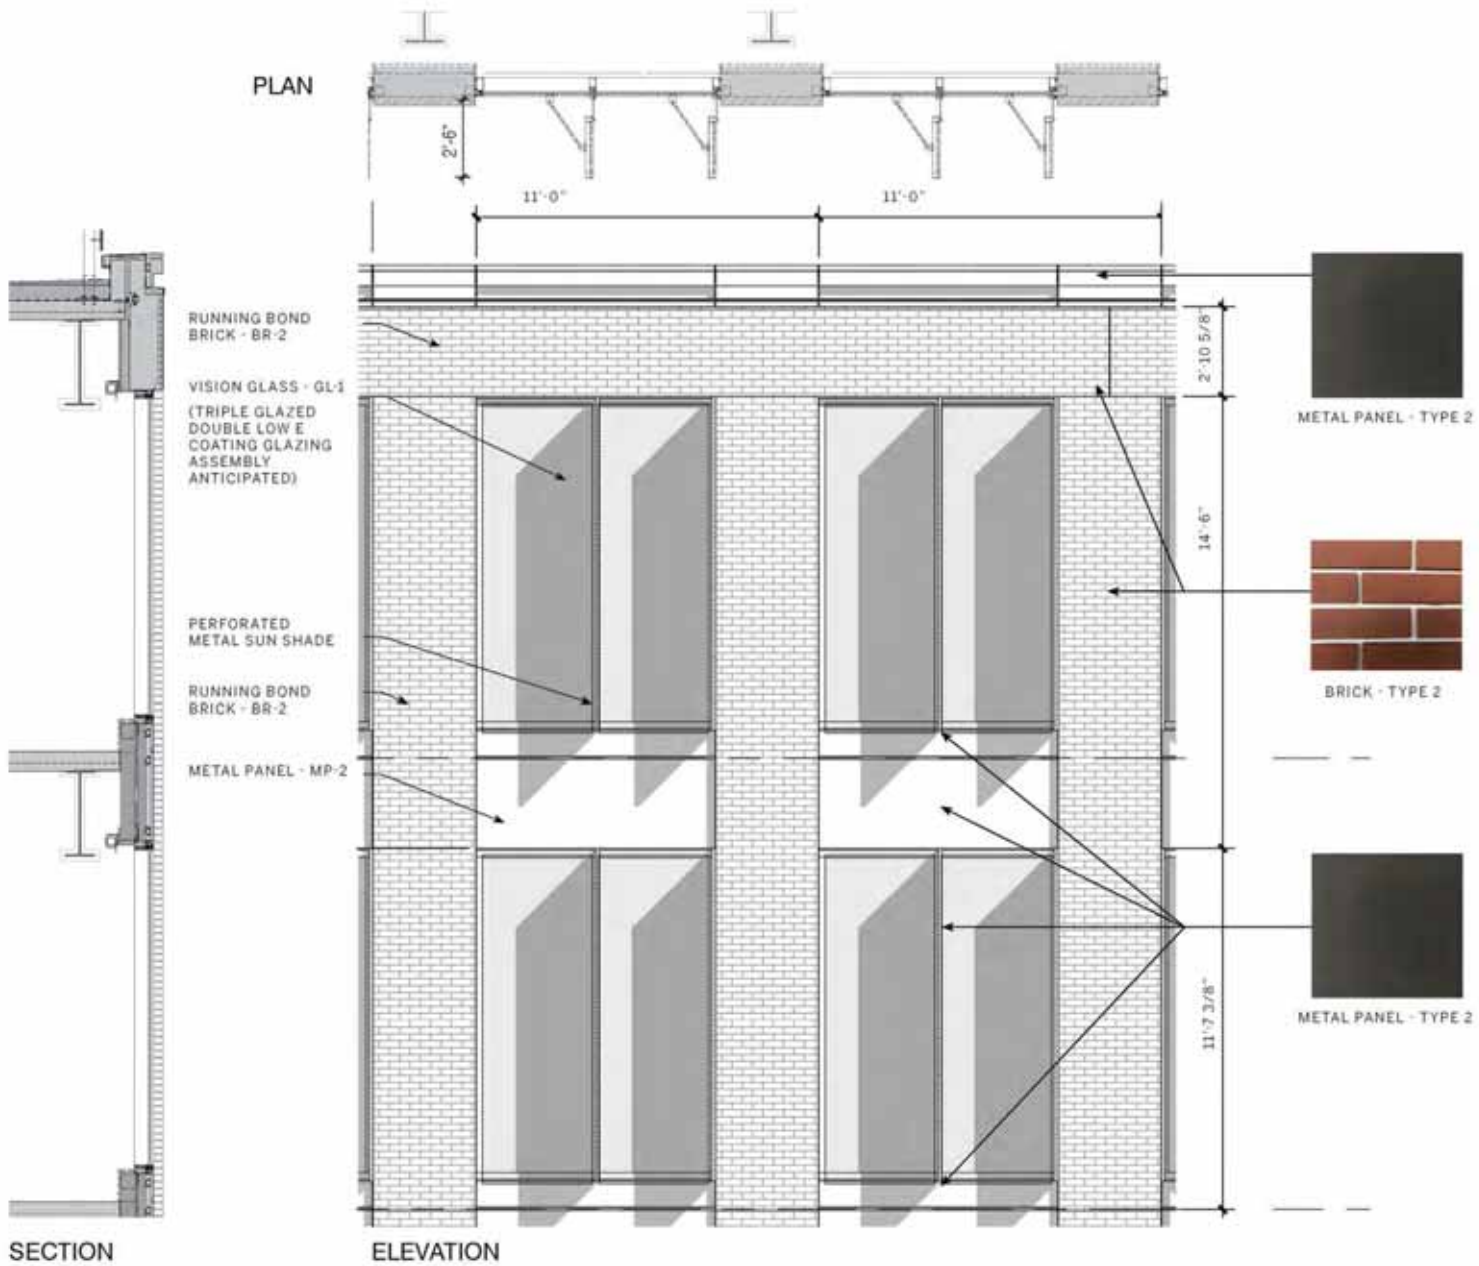 PLAN
2'-6"
11'-0"
11'-0"
RUNNING BOND
BRICK - BR-2
VISION GLASS - GL-1
(TRIPLE GLAZED
DOUBLE LOW E
COATING GLAZING
ASSEMBLY
ANTICIPATED)
PERFORATED
METAL SUN SHADE
RUNNING BOND
BRICK - BR-2
METAL PANEL - MP-2
2'-10 5/8"
14'-6"
11'-7 3/8"
METAL PANEL - TYPE 2
BRICK - TYPE 2
METAL PANEL - TYPE 2
SECTION
ELEVATION